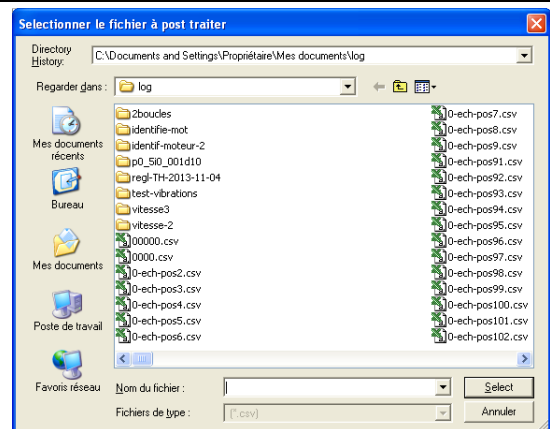 Selectionner le fichier à post traiter
Directory History:
C:\Documents and Settings\Propriétaire\Mes documents\log
Regarder dans :
log
Mes documents récents
Bureau
Mes documents
Poste de travail
Favoris réseau
2boucles
identifie-mot
identif-moteur-2
p0_5i0_001d10
regl-TH-2013-11-04
test-vibrations
vitesse3
vitesse-2
00000.csv
0000.csv
0-ech-pos2.csv
0-ech-pos3.csv
0-ech-pos4.csv
0-ech-pos5.csv
0-ech-pos6.csv
0-ech-pos7.csv
0-ech-pos8.csv
0-ech-pos9.csv
0-ech-pos91.csv
0-ech-pos92.csv
0-ech-pos93.csv
0-ech-pos94.csv
0-ech-pos95.csv
0-ech-pos96.csv
0-ech-pos97.csv
0-ech-pos98.csv
0-ech-pos99.csv
0-ech-pos100.csv
0-ech-pos101.csv
0-ech-pos102.csv
Nom du fichier :
Select
Fichiers de type :
(*.csv)
Annuler